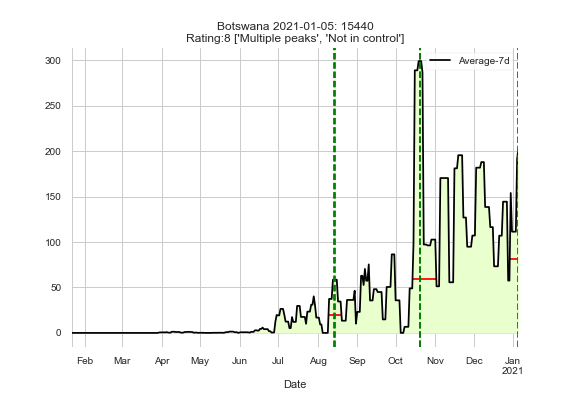 Botswana 2021-01-05: 15440
Rating:8 ['Multiple peaks', 'Not in control']
Average-7d
300
250
200
150
100
50
0
Feb Mar Apr May Jun Jul Aug Sep Oct Nov Dec Jan
2021
Date